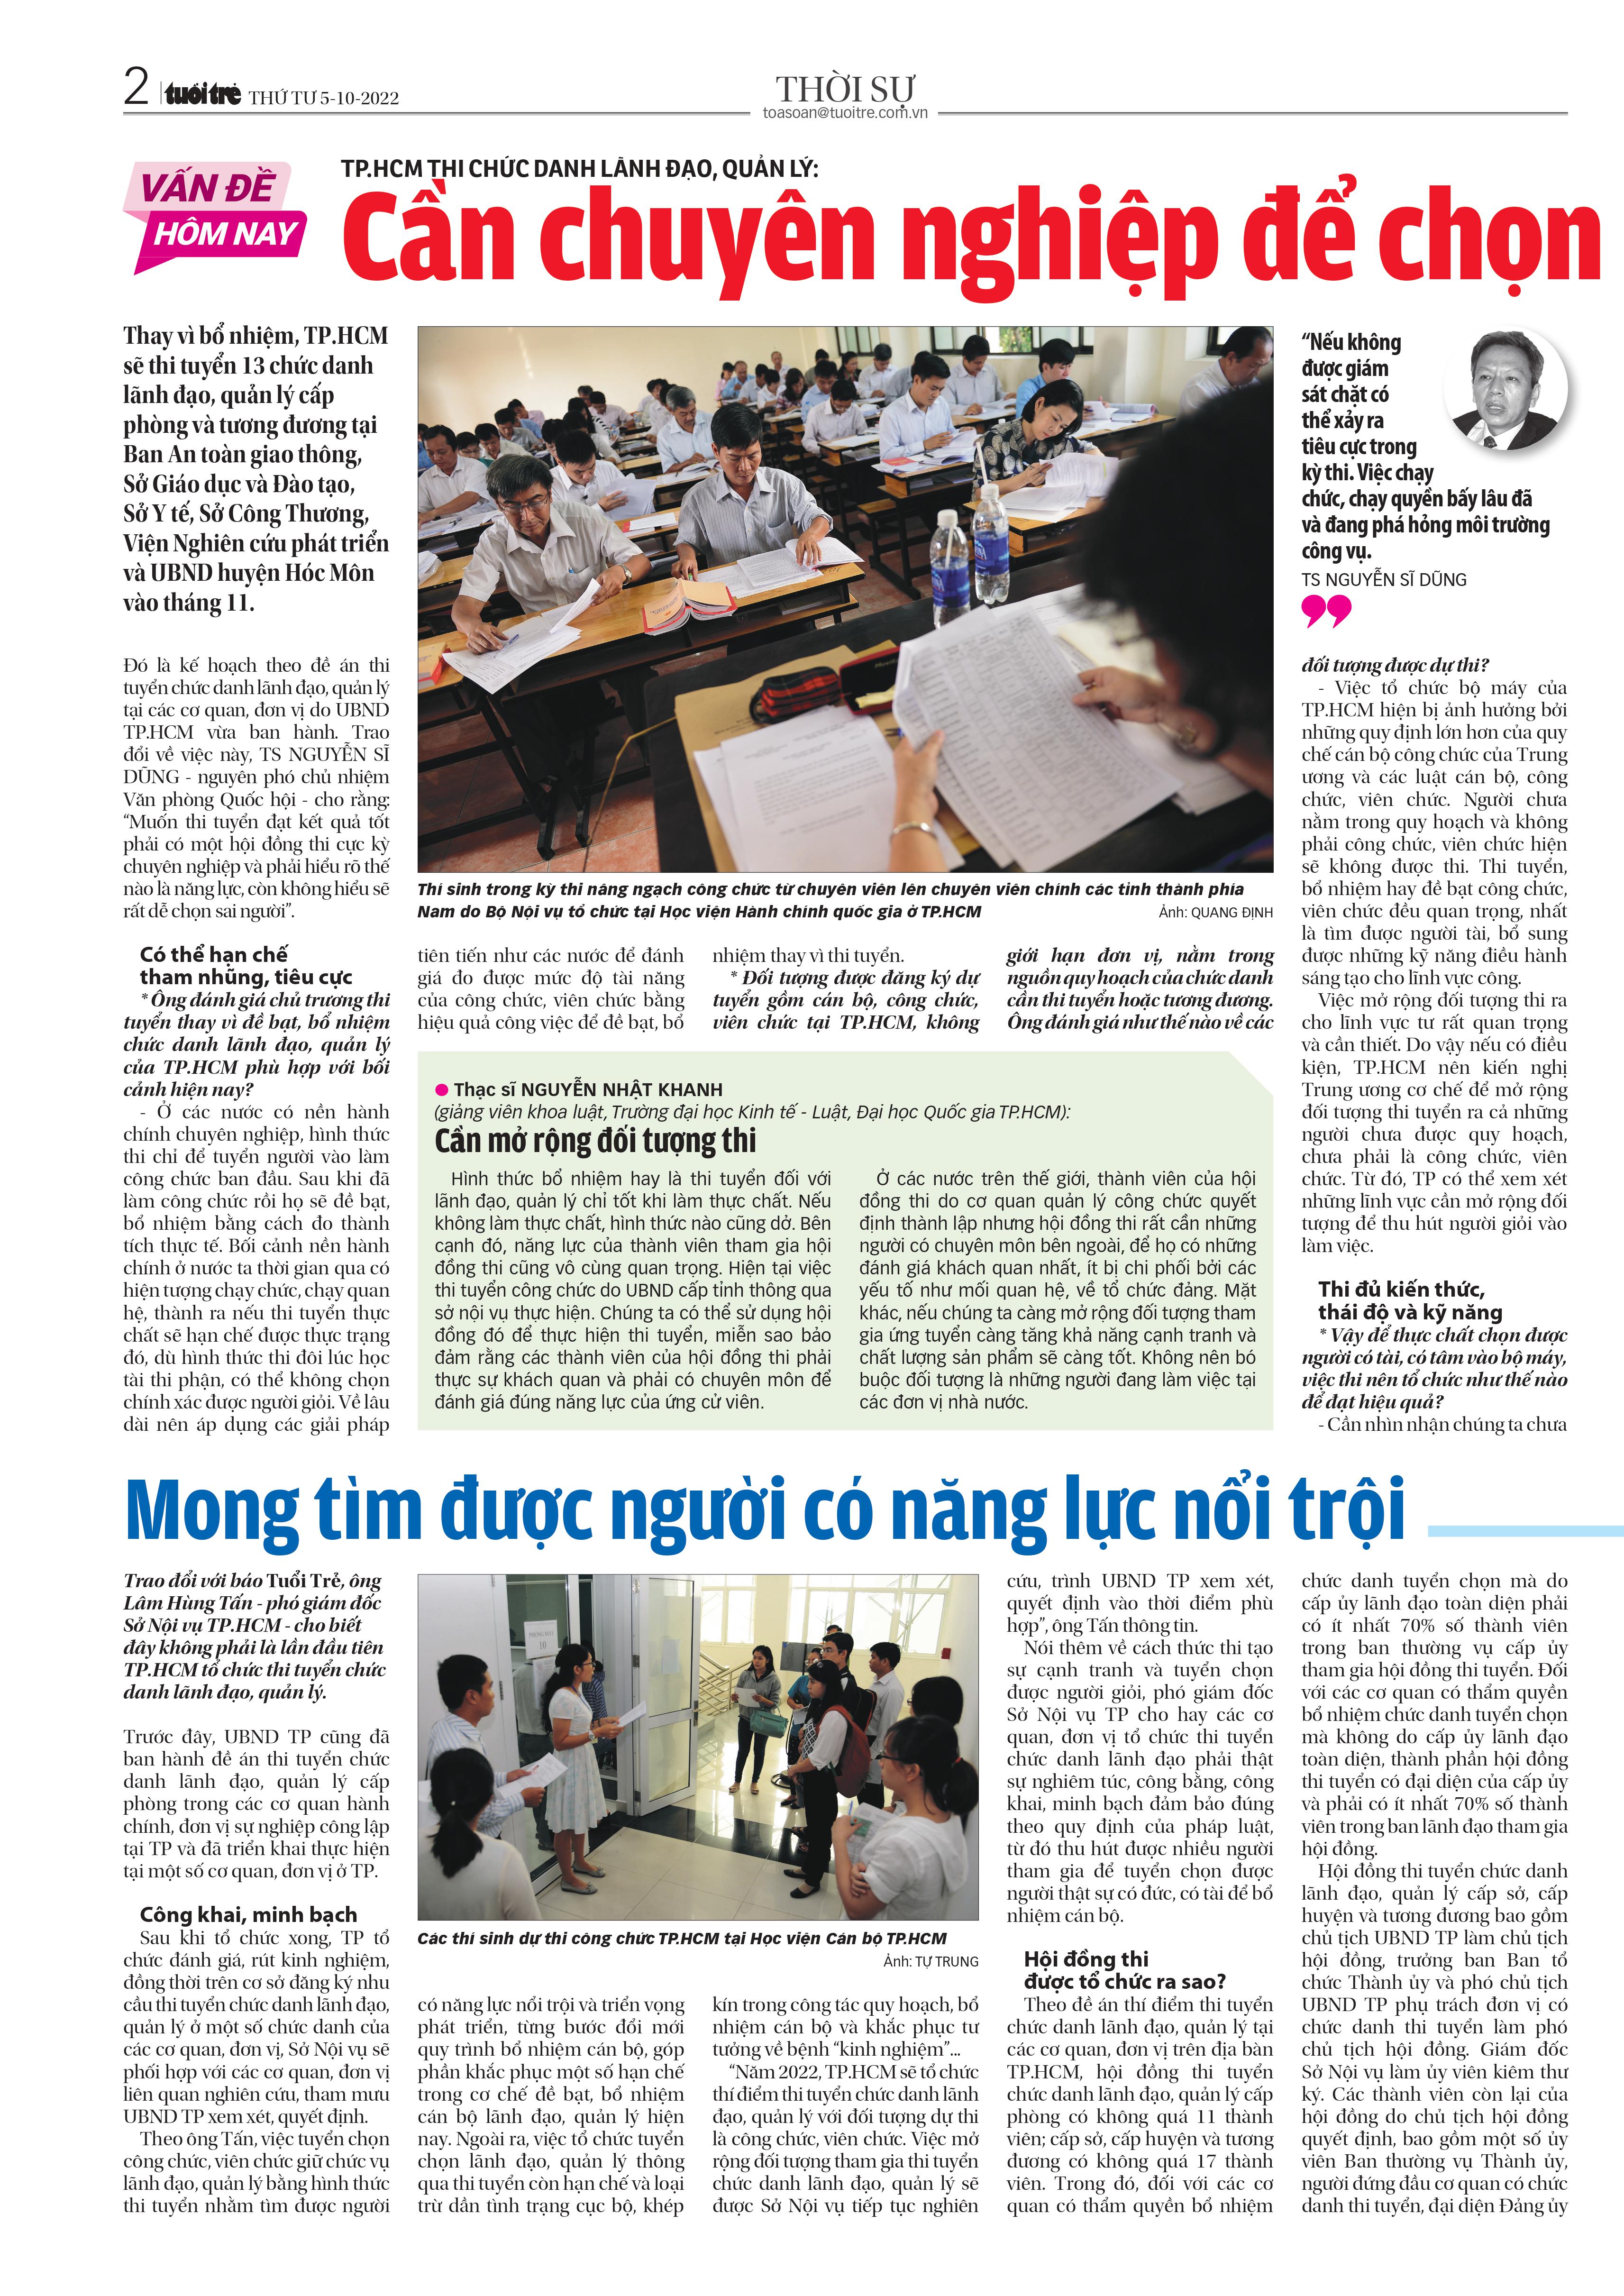 2 tuổi trẻ THỨ TƯ 5-10-2022
THỜI SỰ
toasoan@tuoitre.com.vn
VẤN ĐỀ
HÔM NAY
TP.HCM THI CHỨC DANH LÃNH ĐẠO, QUẢN LÝ:
Cần chuyên nghiệp để chọn
Thay vì bổ nhiệm, TP.HCM
sẽ thi tuyển 13 chức danh
lãnh đạo, quản lý cấp
phòng và tương đương tại
Ban An toàn giao thông,
Sở Giáo dục và Đào tạo,
Sở Y tế, Sở Công Thương,
Viện Nghiên cứu phát triển
và UBND huyện Hóc Môn
vào tháng 11.
Đó là kế hoạch theo đề án thi
tuyển chức danh lãnh đạo, quản lý
tại các cơ quan, đơn vị do UBND
TP.HCM vừa ban hành. Trao
đổi về việc này, TS NGUYỄN SĨ
DŨNG - nguyên phó chủ nhiệm
Văn phòng Quốc hội - cho rằng:
“Muốn thi tuyển đạt kết quả tốt
phải có một hội đồng thi cực kỳ
chuyên nghiệp và phải hiểu rõ thế
nào là năng lực, còn không hiểu sẽ
rất dễ chọn sai người”.
Có thể hạn chế
tham nhũng, tiêu cực
* Ông đánh giá chủ trương thi
tuyển thay vì đề bạt, bổ nhiệm
chức danh lãnh đạo, quản lý
của TP.HCM phù hợp với bối
cảnh hiện nay?
- Ở các nước có nền hành
chính chuyên nghiệp, hình thức
thi chỉ để tuyển người vào làm
công chức ban đầu. Sau khi đã
làm công chức rồi họ sẽ đề bạt,
bổ nhiệm bằng cách đo thành
tích thực tế. Bối cảnh nền hành
chính ở nước ta thời gian qua có
hiện tượng chạy chức, chạy quan
hệ, thành ra nếu thi tuyển thực
chất sẽ hạn chế được thực trạng
đó, dù hình thức thi đôi lúc học
tài thi phận, có thể không chọn
chính xác được người giỏi. Về lâu
dài nên áp dụng các giải pháp
Thí sinh trong kỳ thi nâng ngạch công chức từ chuyên viên lên chuyên viên chính các tỉnh thành phía
Nam do Bộ Nội vụ tổ chức tại Học viện Hành chính quốc gia ở TP.HCM
Ảnh: QUANG ĐỊNH
tiên tiến như các nước để đánh
giá đo được mức độ tài năng
của công chức, viên chức bằng
hiệu quả công việc để đề bạt, bổ
nhiệm thay vì thi tuyển.
* Đối tượng được đăng ký dự
tuyển gồm cán bộ, công chức,
viên chức tại TP.HCM, không
giới hạn đơn vị, nằm trong
nguồn quy hoạch của chức danh
cần thi tuyển hoặc tương đương.
Ông đánh giá như thế nào về các
“Nếu không
được giám
sát chặt có
thể xảy ra
tiêu cực trong
kỳ thi. Việc chạy
chức, chạy quyền bấy lâu đã
và đang phá hỏng môi trường
công vụ.
TS NGUYỄN SĨ DŨNG
”
đối tượng được dự thi?
- Việc tổ chức bộ máy của
TP.HCM hiện bị ảnh hưởng bởi
những quy định lớn hơn của quy
chế cán bộ công chức của Trung
ương và các luật cán bộ, công
chức, viên chức. Người chưa
nằm trong quy hoạch và không
phải công chức, viên chức hiện
sẽ không được thi. Thi tuyển,
bổ nhiệm hay đề bạt công chức,
viên chức đều quan trọng, nhất
là tìm được người tài, bổ sung
được những kỹ năng điều hành
sáng tạo cho lĩnh vực công.
Việc mở rộng đối tượng thi ra
cho lĩnh vực tư rất quan trọng
và cần thiết. Do vậy nếu có điều
kiện, TP.HCM nên kiến nghị
Trung ương cơ chế để mở rộng
đối tượng thi tuyển ra cả những
người chưa được quy hoạch,
chưa phải là công chức, viên
chức. Từ đó, TP có thể xem xét
những lĩnh vực cần mở rộng đối
tượng để thu hút người giỏi vào
làm việc.
Thi đủ kiến thức,
thái độ và kỹ năng
* Vậy để thực chất chọn được
người có tài, có tâm vào bộ máy,
việc thi nên tổ chức như thế nào
để đạt hiệu quả?
- Cần nhìn nhận chúng ta chưa
● Thạc sĩ NGUYỄN NHẬT KHANH
(giảng viên khoa luật, Trường đại học Kinh tế - Luật, Đại học Quốc gia TP.HCM):
Cần mở rộng đối tượng thi
Hình thức bổ nhiệm hay là thi tuyển đối với
lãnh đạo, quản lý chỉ tốt khi làm thực chất. Nếu
không làm thực chất, hình thức nào cũng dở. Bên
cạnh đó, năng lực của thành viên tham gia hội
đồng thi cũng vô cùng quan trọng. Hiện tại việc
thi tuyển công chức do UBND cấp tỉnh thông qua
sở nội vụ thực hiện. Chúng ta có thể sử dụng hội
đồng đó để thực hiện thi tuyển, miễn sao bảo
đảm rằng các thành viên của hội đồng thi phải
thực sự khách quan và phải có chuyên môn để
đánh giá đúng năng lực của ứng cử viên.
Ở các nước trên thế giới, thành viên của hội
đồng thi do cơ quan quản lý công chức quyết
định thành lập nhưng hội đồng thi rất cần những
người có chuyên môn bên ngoài, để họ có những
đánh giá khách quan nhất, ít bị chi phối bởi các
yếu tố như mối quan hệ, về tổ chức đảng. Mặt
khác, nếu chúng ta càng mở rộng đối tượng tham
gia ứng tuyển càng tăng khả năng cạnh tranh và
chất lượng sản phẩm sẽ càng tốt. Không nên bó
buộc đối tượng là những người đang làm việc tại
các đơn vị nhà nước.
Mong tìm được người có năng lực nổi trội
Trao đổi với báo Tuổi Trẻ, ông
Lâm Hùng Tấn - phó giám đốc
Sở Nội vụ TP.HCM - cho biết
đây không phải là lần đầu tiên
TP.HCM tổ chức thi tuyển chức
danh lãnh đạo, quản lý.
Trước đây, UBND TP cũng đã
ban hành đề án thi tuyển chức
danh lãnh đạo, quản lý cấp
phòng trong các cơ quan hành
chính, đơn vị sự nghiệp công lập
tại TP và đã triển khai thực hiện
tại một số cơ quan, đơn vị ở TP.
Công khai, minh bạch
Sau khi tổ chức xong, TP tổ
chức đánh giá, rút kinh nghiệm,
đồng thời trên cơ sở đăng ký nhu
cầu thi tuyển chức danh lãnh đạo,
quản lý ở một số chức danh của
các cơ quan, đơn vị, Sở Nội vụ sẽ
phối hợp với các cơ quan, đơn vị
liên quan nghiên cứu, tham mưu
UBND TP xem xét, quyết định.
Theo ông Tấn, việc tuyển chọn
công chức, viên chức giữ chức vụ
lãnh đạo, quản lý bằng hình thức
thi tuyển nhằm tìm được người
10
Các thí sinh dự thi công chức TP.HCM tại Học viện Cán bộ TP.HCM
Ảnh: TỰ TRUNG
có năng lực nổi trội và triển vọng
phát triển, từng bước đổi mới
quy trình bổ nhiệm cán bộ, góp
phần khắc phục một số hạn chế
trong cơ chế đề bạt, bổ nhiệm
cán bộ lãnh đạo, quản lý hiện
nay. Ngoài ra, việc tổ chức tuyển
chọn lãnh đạo, quản lý thông
qua thi tuyển còn hạn chế và loại
trừ dần tình trạng cục bộ, khép
kín trong công tác quy hoạch, bổ
nhiệm cán bộ và khắc phục tư
tưởng về bệnh “kinh nghiệm”...
“Năm 2022, TP.HCM sẽ tổ chức
thí điểm thi tuyển chức danh lãnh
đạo, quản lý với đối tượng dự thi
là công chức, viên chức. Việc mở
rộng đối tượng tham gia thi tuyển
chức danh lãnh đạo, quản lý sẽ
được Sở Nội vụ tiếp tục nghiên
cứu, trình UBND TP xem xét,
quyết định vào thời điểm phù
hợp”, ông Tấn thông tin.
Nói thêm về cách thức thi tạo
sự cạnh tranh và tuyển chọn
được người giỏi, phó giám đốc
Sở Nội vụ TP cho hay các cơ
quan, đơn vị tổ chức thi tuyển
chức danh lãnh đạo phải thật
sự nghiêm túc, công bằng, công
khai, minh bạch đảm bảo đúng
theo quy định của pháp luật,
từ đó thu hút được nhiều người
tham gia để tuyển chọn được
người thật sự có đức, có tài để bổ
nhiệm cán bộ.
Hội đồng thi
được tổ chức ra sao?
Theo đề án thí điểm thi tuyển
chức danh lãnh đạo, quản lý tại
các cơ quan, đơn vị trên địa bàn
TP.HCM, hội đồng thi tuyển
chức danh lãnh đạo, quản lý cấp
phòng có không quá 11 thành
viên; cấp sở, cấp huyện và tương
đương có không quá 17 thành
viên. Trong đó, đối với các cơ
quan có thẩm quyền bổ nhiệm
chức danh tuyển chọn mà do
cấp ủy lãnh đạo toàn diện phải
có ít nhất 70% số thành viên
trong ban thường vụ cấp ủy
tham gia hội đồng thi tuyển. Đối
với các cơ quan có thẩm quyền
bổ nhiệm chức danh tuyển chọn
mà không do cấp ủy lãnh đạo
toàn diện, thành phần hội đồng
thi tuyển có đại diện của cấp ủy
và phải có ít nhất 70% số thành
viên trong ban lãnh đạo tham gia
hội đồng.
Hội đồng thi tuyển chức danh
lãnh đạo, quản lý cấp sở, cấp
huyện và tương đương bao gồm
chủ tịch UBND TP làm chủ tịch
hội đồng, trưởng ban Ban tổ
chức Thành ủy và phó chủ tịch
UBND TP phụ trách đơn vị có
chức danh thi tuyển làm phó
chủ tịch hội đồng. Giám đốc
Sở Nội vụ làm ủy viên kiêm thư
ký. Các thành viên còn lại của
hội đồng do chủ tịch hội đồng
quyết định, bao gồm một số ủy
viên Ban thường vụ Thành ủy,
người đứng đầu cơ quan có chức
danh thi tuyển, đại diện Đảng ủy